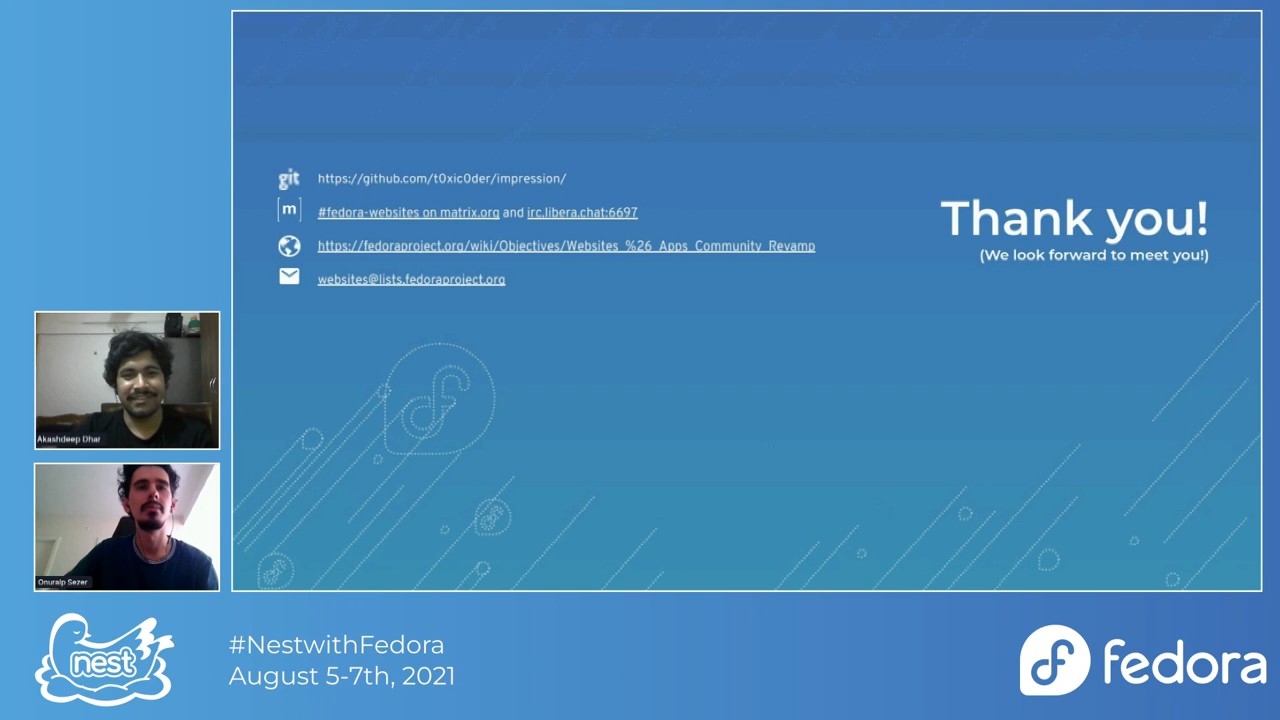 git
https://github.com/t0xic0der/impression/
[m]
#fedora-websites on matrix.org and irc.libera.chat:6697
https://fedoraproject.org/wiki/Objectives/Websites_%26_Apps_Community_Revamp
websites@lists.fedoraproject.org
Thank you!
(We look forward to meet you!)
Akashdeep Dhar
Onuralp Sezer
nest
#NestwithFedora
August 5-7th, 2021
fedora